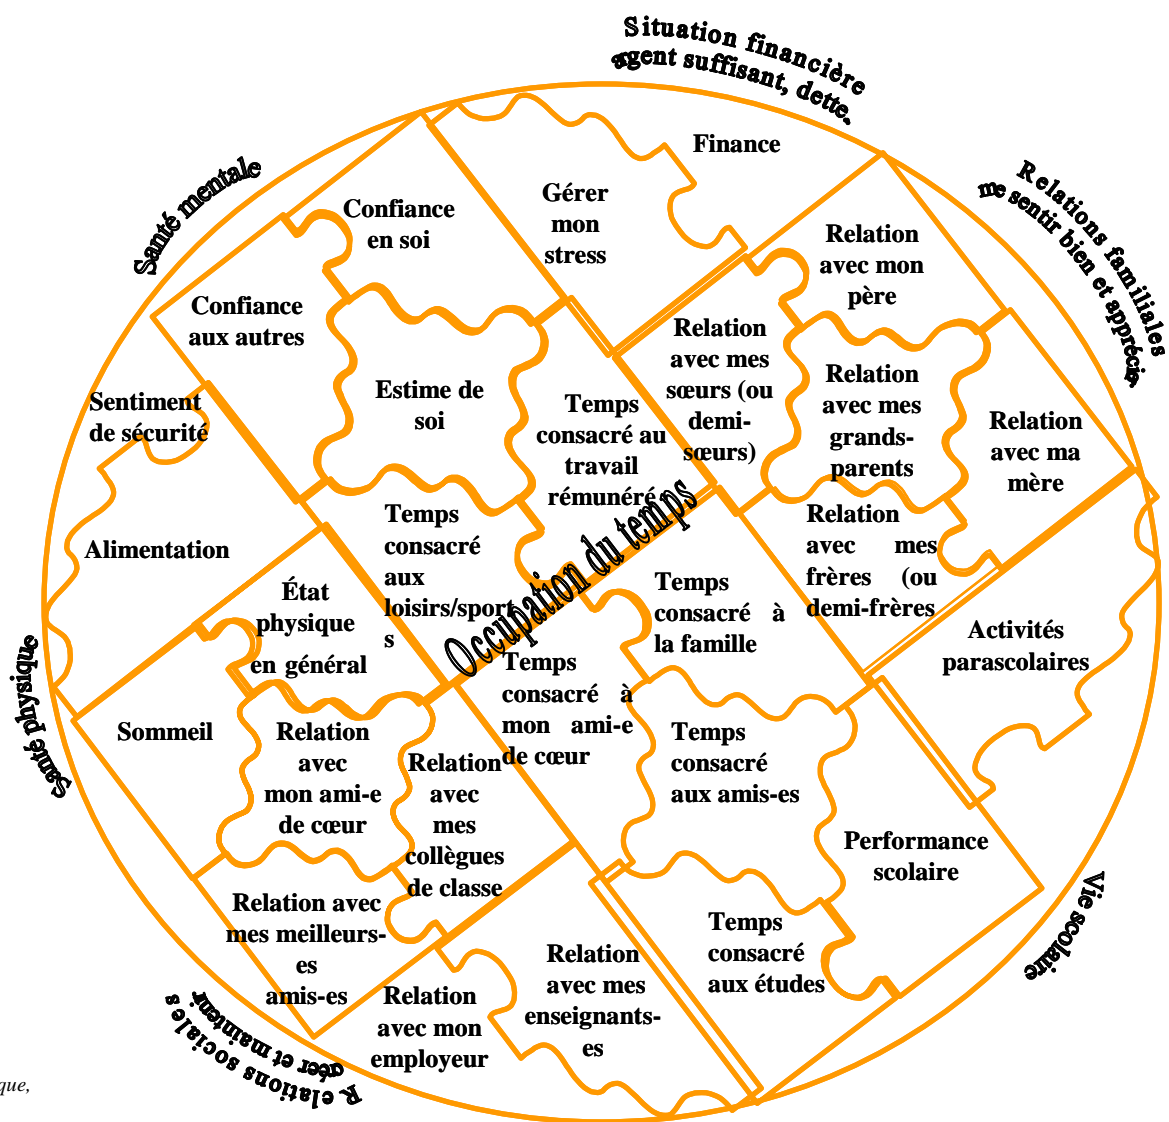 Situation financière
argent suffisant, dette..
Relations familiales
me sentir bien et apprécié,
Santé mentale
Finance
Gérer
mon
stress
Confiance
en soi
Relation
avec mon
père
Confiance
aux autres
Relation
avec mes
sœurs (ou
demi-
sœurs)
Estime de
soi
Relation
avec mes
grands-
parents
Temps
consacré au
travail
rémunéré
Relation
avec ma
mère
Sentiment
de sécurité
Temps
consacré
aux
loisirs/sport
s
Relation
avec mes
frères (ou
demi-frères
Occupation du temps
Alimentation
État
physique
en général
Temps
consacré à
la famille
Activités
parascolaires
Santé physique
Sommeil
Relation
avec
mon ami-e
de cœur
Relation
avec
mes
collègues
de classe
Temps
consacré à
mon ami-e
de cœur
Temps
consacré
aux amis-es
Performance
scolaire
Relation avec
mes meilleurs-
es
amis-es
Relation
avec mon
employeur
Relation
avec mes
enseignants-
es
Temps
consacré
aux études
Vie scolaire
Relations sociales
créer et maintenir
que,